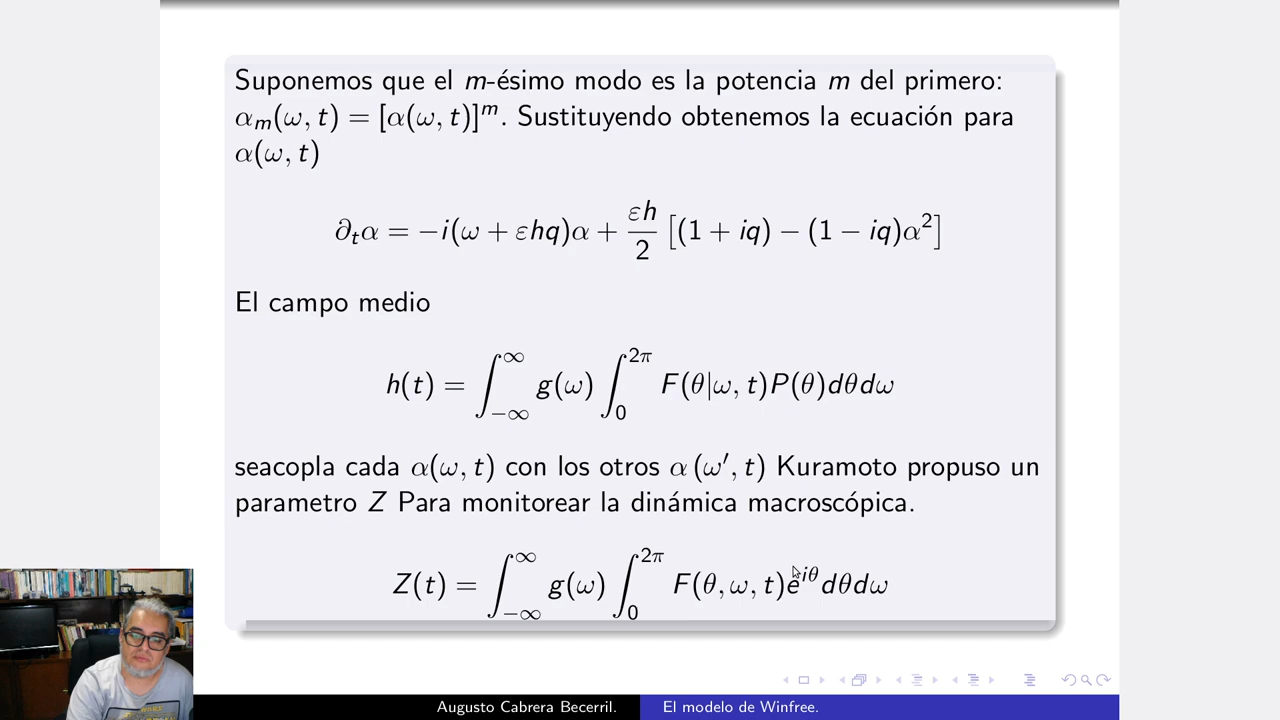 Suponemos que el m-ésimo modo es la potencia m del primero:
αₘ(ω, t) = [α(ω, t)]ᵐ. Sustituyendo obtenemos la ecuación para
α(ω, t)
∂ₜα = −i(ω + εhq)α + εh/2 [(1 + iq) − (1 − iq)α²]
El campo medio
h(t) = ∫_{−∞}^{∞} g(ω) ∫_0^{2π} F(θ|ω, t)P(θ)dθdω
seacopla cada α(ω, t) con los otros α (ω′, t) Kuramoto propuso un
parametro Z Para monitorear la dinámica macroscópica.
Z(t) = ∫_{−∞}^{∞} g(ω) ∫_0^{2π} F(θ, ω, t)e^{iθ}dθdω
Augusto Cabrera Becerril. El modelo de Winfree.